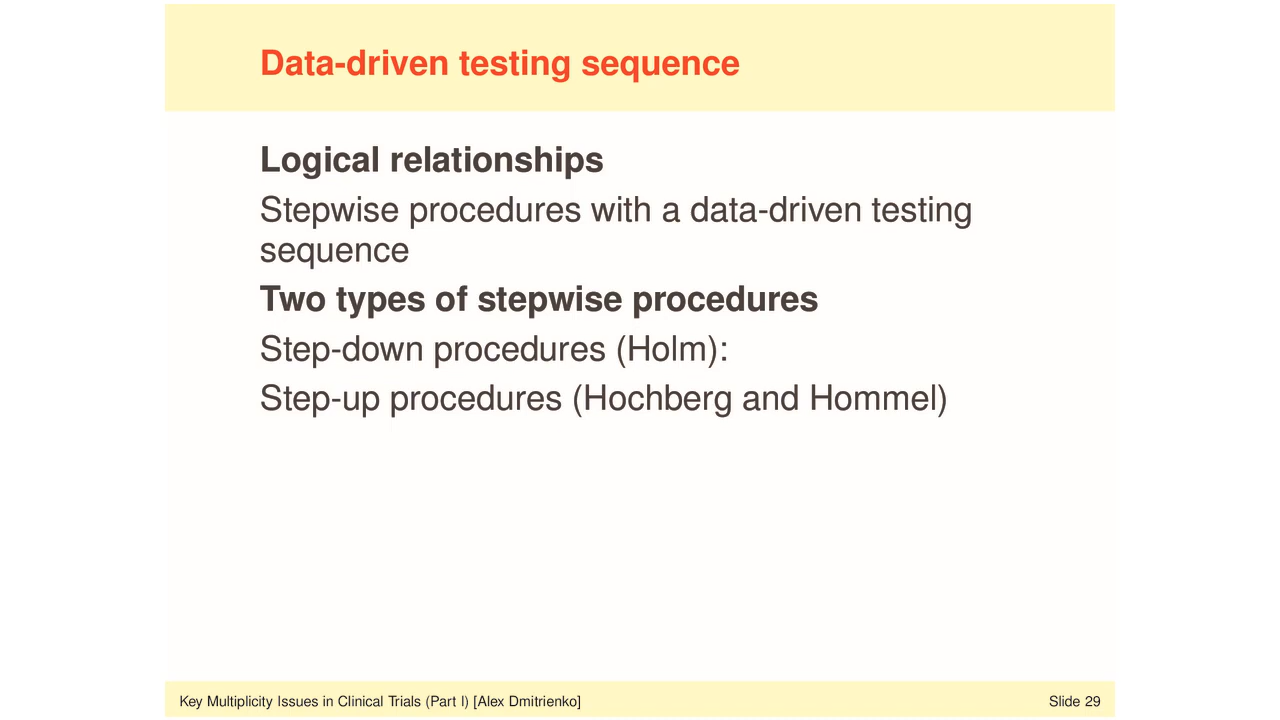 Data-driven testing sequence
Logical relationships
Stepwise procedures with a data-driven testing
sequence
Two types of stepwise procedures
Step-down procedures (Holm):
Step-up procedures (Hochberg and Hommel)
Key Multiplicity Issues in Clinical Trials (Part I) [Alex Dmitrienko]
Slide 29